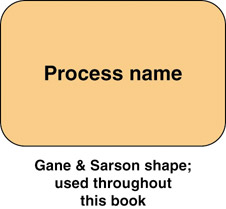 Process name
Gane & Sarson shape;
used throughout
this book